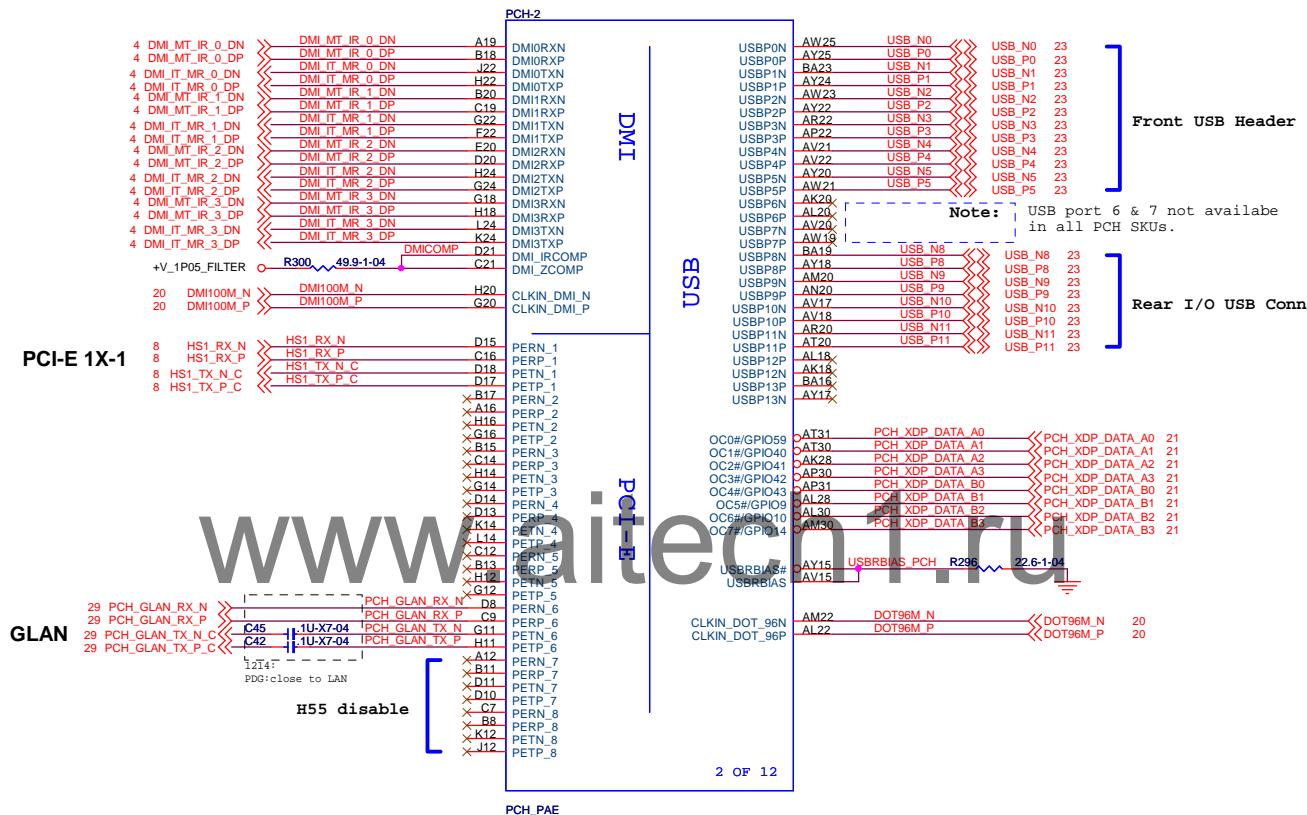 PCH-2
4 DMI_MT_IR_0_DN DMI_MT_IR_0_DN A19 DMI0RXN
4 DMI_MT_IR_0_DP DMI_MT_IR_0_DP B18 DMI0RXP
4 DMI_IT_MR_0_DN DMI_IT_MR_0_DN J22 DMI0TXN
4 DMI_IT_MR_0_DP DMI_IT_MR_0_DP H22 DMI0TXP
4 DMI_MT_IR_1_DN DMI_MT_IR_1_DN B20 DMI1RXN
4 DMI_MT_IR_1_DP DMI_MT_IR_1_DP C19 DMI1RXP
4 DMI_IT_MR_1_DN DMI_IT_MR_1_DN G22 DMI1TXN
4 DMI_IT_MR_1_DP DMI_IT_MR_1_DP F22 DMI1TXP
4 DMI_MT_IR_2_DN DMI_MT_IR_2_DN E20 DMI2RXN
4 DMI_MT_IR_2_DP DMI_MT_IR_2_DP D20 DMI2RXP
4 DMI_IT_MR_2_DN DMI_IT_MR_2_DN H24 DMI2TXN
4 DMI_IT_MR_2_DP DMI_IT_MR_2_DP G24 DMI2TXP
4 DMI_MT_IR_3_DN DMI_MT_IR_3_DN G18 DMI3RXN
4 DMI_MT_IR_3_DP DMI_MT_IR_3_DP H18 DMI3RXP
4 DMI_IT_MR_3_DN DMI_IT_MR_3_DN L24 DMI3TXN
4 DMI_IT_MR_3_DP DMI_IT_MR_3_DP K24 DMI3TXP
DMICOMP D21 DMI_IRCOMP
+V_1P05_FILTER R300 49.9-1-04 C21 DMI_ZCOMP
20 DMI100M_N DMI100M_N H20 CLKIN_DMI_N
20 DMI100M_P DMI100M_P G20 CLKIN_DMI_P
PCI-E 1X-1
8 HS1_RX_N HS1_RX_N D15 PERN_1
8 HS1_RX_P HS1_RX_P C16 PERP_1
8 HS1_TX_N_C HS1_TX_N_C D18 PETN_1
8 HS1_TX_P_C HS1_TX_P_C D17 PETP_1
B17 PERN_2
A16 PERP_2
H16 PETN_2
G16 PETP_2
B15 PERN_3
C14 PERP_3
H14 PETN_3
G14 PETP_3
D14 PERN_4
D13 PERP_4
K14 PETN_4
L14 PETP_4
C12 PERN_5
B13 PERP_5
H12 PETN_5
G12 PETP_5
GLAN
29 PCH_GLAN_RX_N PCH_GLAN_RX_N D8 PERN_6
29 PCH_GLAN_RX_P PCH_GLAN_RX_P C9 PERP_6
29 PCH_GLAN_TX_N_C C45 .1U-X7-04 PCH_GLAN_TX_N G11 PETN_6
29 PCH_GLAN_TX_P_C C42 .1U-X7-04 PCH_GLAN_TX_P H11 PETP_6
1214:
PDG:close to LAN
A12 PERN_7
B11 PERP_7
D11 PETN_7
D10 PETP_7
C7 PERN_8
B8 PERP_8
K12 PETN_8
J12 PETP_8
H55 disable
DMI
USB
PCI-E
USBP0N AW25 USB_N0 USB_N0 23
USBP0P AY25 USB_P0 USB_P0 23
USBP1N BA23 USB_N1 USB_N1 23
USBP1P AY24 USB_P1 USB_P1 23
USBP2N AW23 USB_N2 USB_N2 23
USBP2P AY22 USB_P2 USB_P2 23
USBP3N AR22 USB_N3 USB_N3 23
USBP3P AP22 USB_P3 USB_P3 23
USBP4N AV21 USB_N4 USB_N4 23
USBP4P AV22 USB_P4 USB_P4 23
USBP5N AY20 USB_N5 USB_N5 23
USBP5P AW21 USB_P5 USB_P5 23
Front USB Header
USBP6N AK20
USBP6P AL20
USBP7N AV20
USBP7P AW19
Note: USB port 6 & 7 not availabe
in all PCH SKUs.
USBP8N BA19 USB_N8 USB_N8 23
USBP8P AY18 USB_P8 USB_P8 23
USBP9N AM20 USB_N9 USB_N9 23
USBP9P AN20 USB_P9 USB_P9 23
USBP10N AV17 USB_N10 USB_N10 23
USBP10P AV18 USB_P10 USB_P10 23
USBP11N AR20 USB_N11 USB_N11 23
USBP11P AT20 USB_P11 USB_P11 23
Rear I/O USB Conn
USBP12P AL18
USBP12N AK18
USBP13P BA16
USBP13N AY17
OC0#/GPIO59 AT31 PCH_XDP_DATA_A0 PCH_XDP_DATA_A0 21
OC1#/GPIO40 AT30 PCH_XDP_DATA_A1 PCH_XDP_DATA_A1 21
OC2#/GPIO41 AK28 PCH_XDP_DATA_A2 PCH_XDP_DATA_A2 21
OC3#/GPIO42 AP30 PCH_XDP_DATA_A3 PCH_XDP_DATA_A3 21
OC4#/GPIO43 AP31 PCH_XDP_DATA_B0 PCH_XDP_DATA_B0 21
OC5#/GPIO9 AL28 PCH_XDP_DATA_B1 PCH_XDP_DATA_B1 21
OC6#/GPIO10 AL30 PCH_XDP_DATA_B2 PCH_XDP_DATA_B2 21
OC7#/GPIO14 AM30 PCH_XDP_DATA_B3 PCH_XDP_DATA_B3 21
USBRBIAS# AY15 USBRBIAS_PCH R296 22.6-1-04
USBRBIAS AV15
CLKIN_DOT_96N AM22 DOT96M_N DOT96M_N 20
CLKIN_DOT_96P AL22 DOT96M_P DOT96M_P 20
www.aitech1.ru
2 OF 12
PCH_PAE